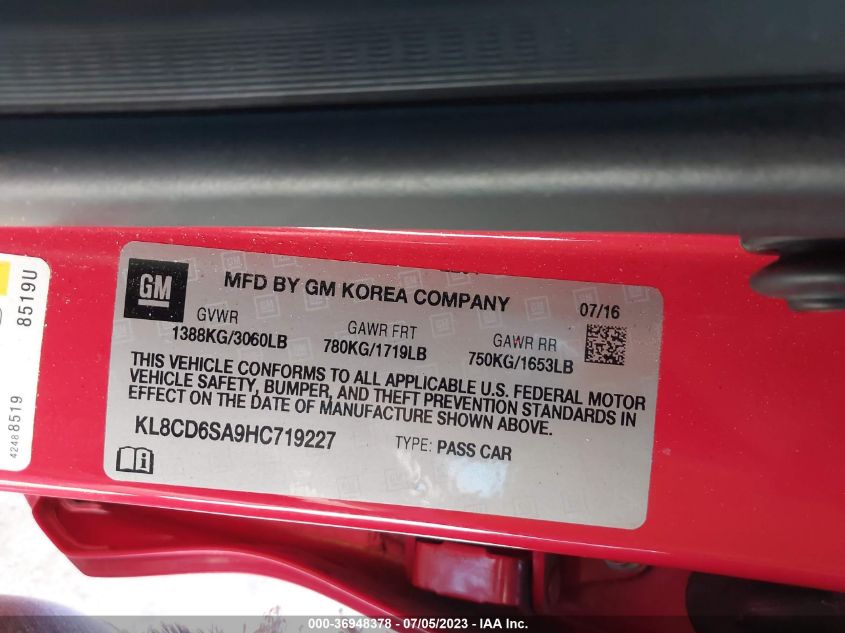 GM
MFD BY GM KOREA COMPANY
07/16
GVWR
1388KG/3060LB
GAWR FRT
780KG/1719LB
GAWR RR
750KG/1653LB
THIS VEHICLE CONFORMS TO ALL APPLICABLE U.S. FEDERAL MOTOR
VEHICLE SAFETY, BUMPER, AND THEFT PREVENTION STANDARDS IN
EFFECT ON THE DATE OF MANUFACTURE SHOWN ABOVE.
KL8CD6SA9HC719227
TYPE: PASS CAR
8519U
42488519
000-36948378 - 07/05/2023 - IAA Inc.